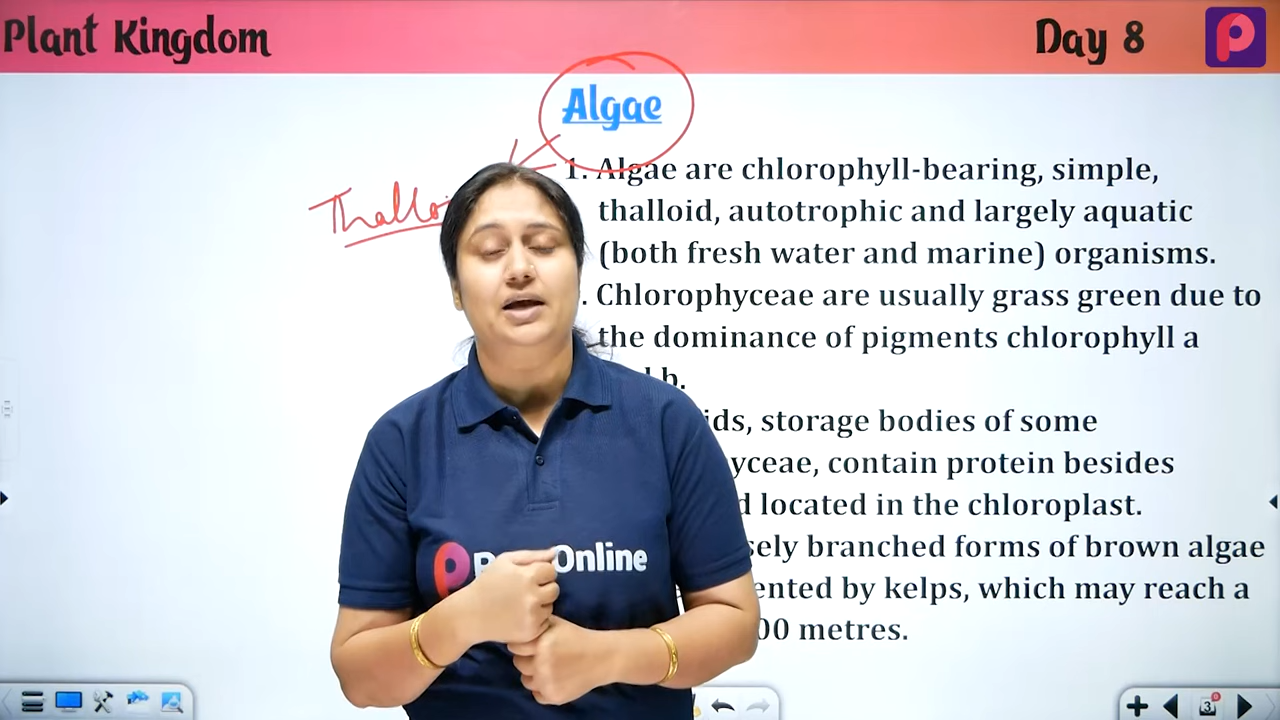 Plant Kingdom
Day 8
Algae
Thallo
1. Algae are chlorophyll-bearing, simple,
thalloid, autotrophic and largely aquatic
(both fresh water and marine) organisms.
. Chlorophyceae are usually grass green due to
the dominance of pigments chlorophyll a
b.
ids, storage bodies of some
yceae, contain protein besides
d located in the chloroplast.
sely branched forms of brown algae
ented by kelps, which may reach a
00 metres.
Online
3